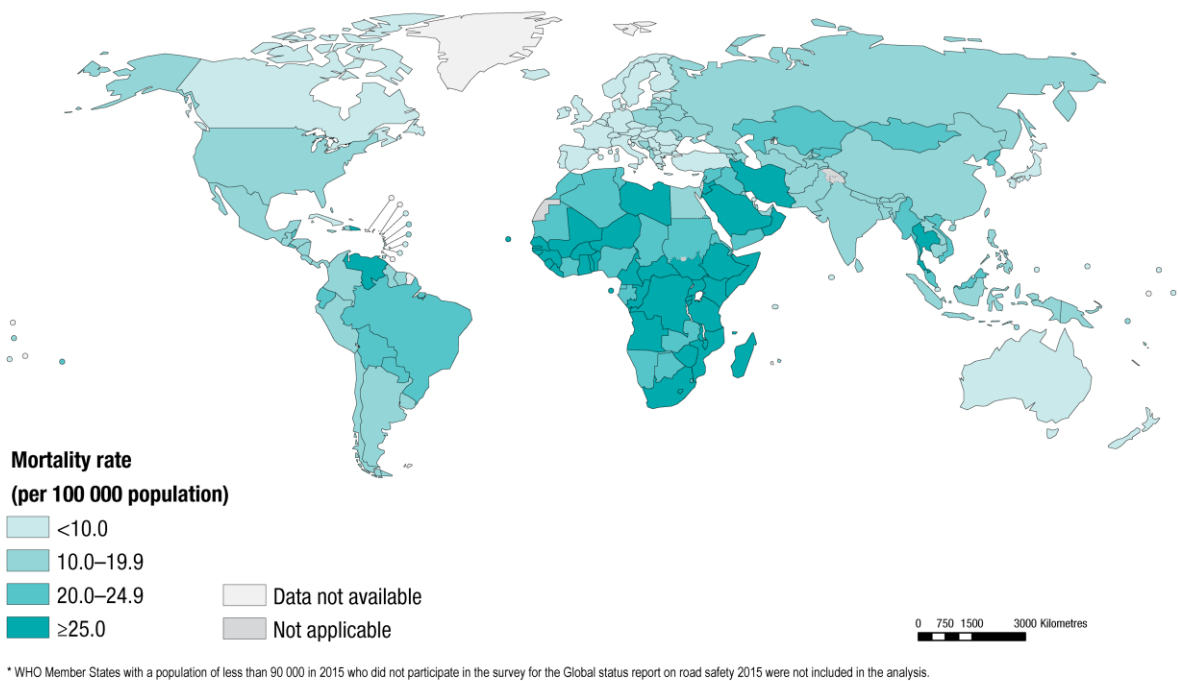 Mortality rate
(per 100 000 population)
<10.0
10.0–19.9
20.0–24.9
≥25.0
Data not available
Not applicable
0 750 1500 3000 Kilometres
* WHO Member States with a population of less than 90 000 in 2015 who did not participate in the survey for the Global status report on road safety 2015 were not included in the analysis.